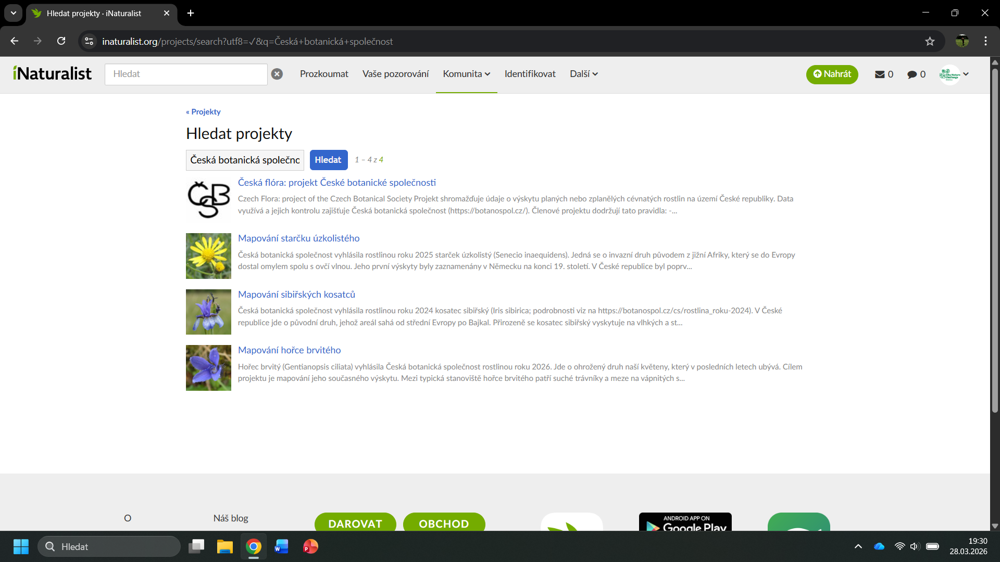 Hledat projekty · iNaturalist
inaturalist.org/projects/search?utf8=✓&q=Česká+botanická+společnost
iNaturalist
Hledat
Prozkoumat
Vaše pozorování
Komunita
Identifikovat
Další
Nahrát
0
0
« Projekty
Hledat projekty
Česká botanická společno
Hledat
1 – 4 z 4
ČBS
Česká flóra: projekt České botanické společnosti
Czech Flora: project of the Czech Botanical Society Projekt shromažďuje údaje o výskytu planých nebo zplanělých cévnatých rostlin na území České republiky. Data
využívá a jejich kontrolu zajišťuje Česká botanická společnost (https://botanospol.cz/). Členové projektu dodržují tato pravidla: -...
Mapování starčku úzkolistého
Česká botanická společnost vyhlásila rostlinou roku 2025 starček úzkolistý (Senecio inaequidens). Jedná se o invazní druh původem z jižní Afriky, který se do Evropy
dostal omylem spolu s ovčí vlnou. Jeho první výskyty byly zaznamenány v Německu na konci 19. století. V České republice byl poprv...
Mapování sibiřských kosatců
Česká botanická společnost vyhlásila rostlinou roku 2024 kosatec sibiřský (Iris sibirica; podrobnosti viz na https://botanospol.cz/cs/rostlina_roku-2024). V České
republice jde o původní druh, jehož areál sahá od střední Evropy po Bajkal. Přirozeně se kosatec sibiřský vyskytuje na vlhkých a st...
Mapování hořce brvitého
Hořec brvitý (Gentianopsis ciliata) vyhlásila Česká botanická společnost rostlinou roku 2026. Jde o ohrožený druh naší květeny, který v posledních letech ubývá. Cílem
projektu je mapování jeho současného výskytu. Mezi typická stanoviště hořce brvitého patří suché trávníky a meze na vápnitých s...
O
Náš blog
DAROVAT
OBCHOD
ANDROID APP ON
Google Play
Hledat
19:30
28.03.2026